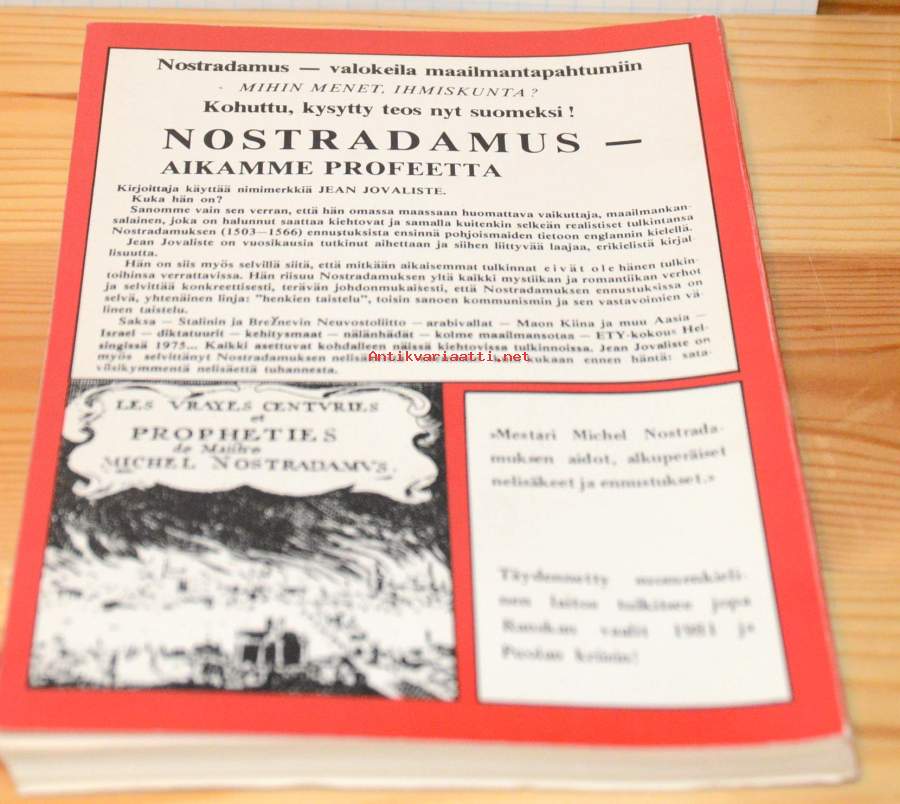 Nostradamus — valokeila maailmantapahtumiin
MIHIN MENET, IHMISKUNTA?
Kohuttu, kysytty teos nyt suomeksi!
NOSTRADAMUS —
AIKAMME PROFEETTA
Kirjoittaja käyttää nimimerkkiä JEAN JOVALISTE.
Kuka hän on?
Sanomme vain sen verran, että hän omassa maassaan huomattava vaikuttaja, maailmankan-
salainen, joka on halunnut saattaa kiehtovat ja samalla kuitenkin selkeän realistiset tulkintansa
Nostradamuksen (1503—1566) ennustuksista ensinnä pohjoismaiden tietoon englannin kielellä.
Jean Jovaliste on vuosikausia tutkinut aihettaan ja siihen liittyvää laajaa, erikielistä kirjal-
lisuutta.
Hän on siis myös selvillä siitä, että mitkään aikaisemmat tulkinnat eivät ole hänen tulkin-
toihinsa verrattavissa. Hän riisuu Nostradamuksen yltä kaikki mystiikan ja romantiikan verhot
ja selvittää konkreettisesti, terävän johdonmukaisesti, että Nostradamuksen ennustuksissa on
selvä, yhtenäinen linja: "henkien taistelu", toisin sanoen kommunismin ja sen vastavoimien vä-
linen taistelu.
Saksa — Stalinin ja Brežnevin Neuvostoliitto — arabivallat — Maon Kiina ja muu Aasia —
Israel — diktatuurit — kehitysmaat — nälänhädät — kolme maailmansotaa — ETY-kokous Hel-
singissä 1975... Kaikki asettuvat kohdalleen näissä kiehtovissa tulkinnoissa. Jean Jovaliste on
myös selvittänyt Nostradamuksen nelisäkeitä kukaan ennen häntä: sata-
viisikymmentä nelisäettä tuhannesta.
Antikvariaatti.net
LES VRAYES CENTVRIES
et
PROPHETIES
de Maistre
MICHEL NOSTRADAMVS.
»Mestari Michel Nostrada-
muksen aidot, alkuperäiset
nelisäkeet ja ennustukset.»
Täydennetty suomenkieli-
nen laitos tulkitsee jopa
Ranskan vaalit 1981 ja
Puolan kriisin!